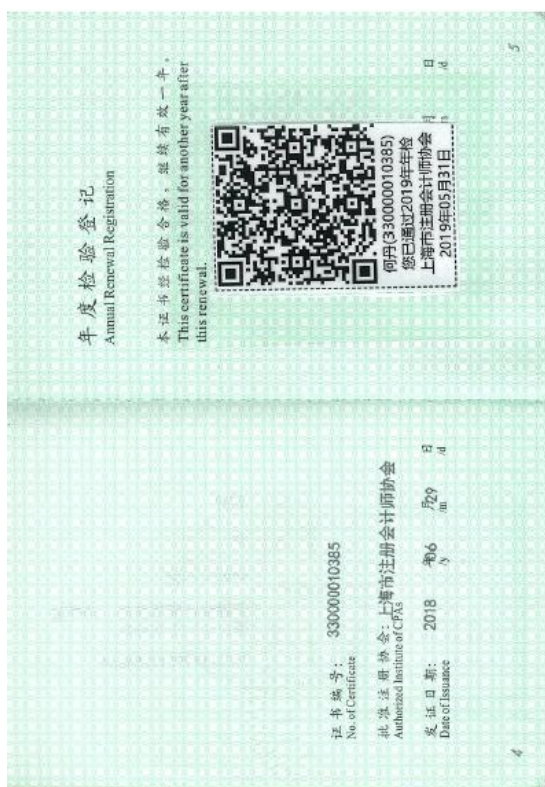 证书编号： 330000010385
No. of Certificate
批准注册协会：上海市注册会计师协会
Authorized Institute of CPAs
发证日期： 2018 年06 月29 日
Date of Issuance /y /m /d
4
年度检验登记
Annual Renewal Registration
本证书经检验合格，继续有效一年。
This certificate is valid for another year after
this renewal.
何丹(330000010385)
您已通过2019年年检
上海市注册会计师协会
2019年05月31日
月 日
/d
5